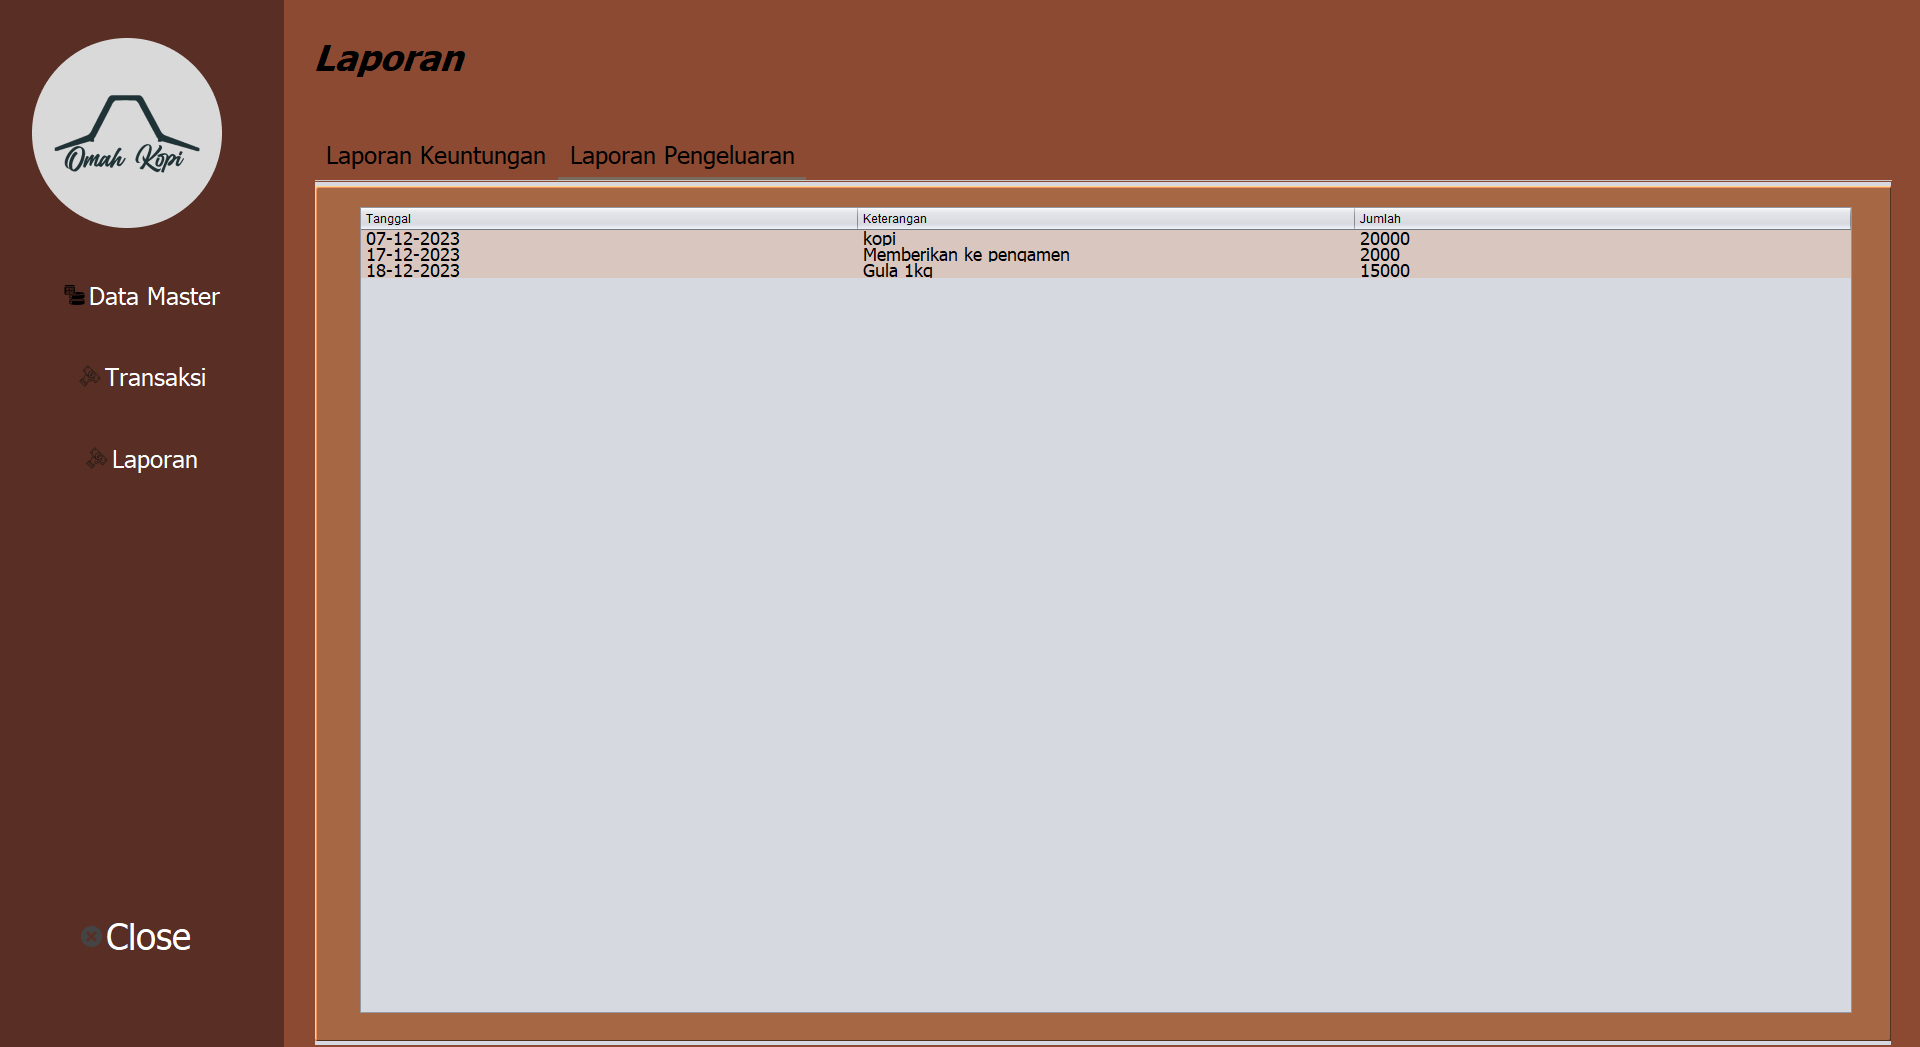 Omah Kopi
Data Master
Transaksi
Laporan
Close
Laporan
Laporan Keuntungan Laporan Pengeluaran
Tanggal Keterangan Jumlah
07-12-2023 kopi 20000
17-12-2023 Memberikan ke pengamen 2000
18-12-2023 Gula 1kg 15000